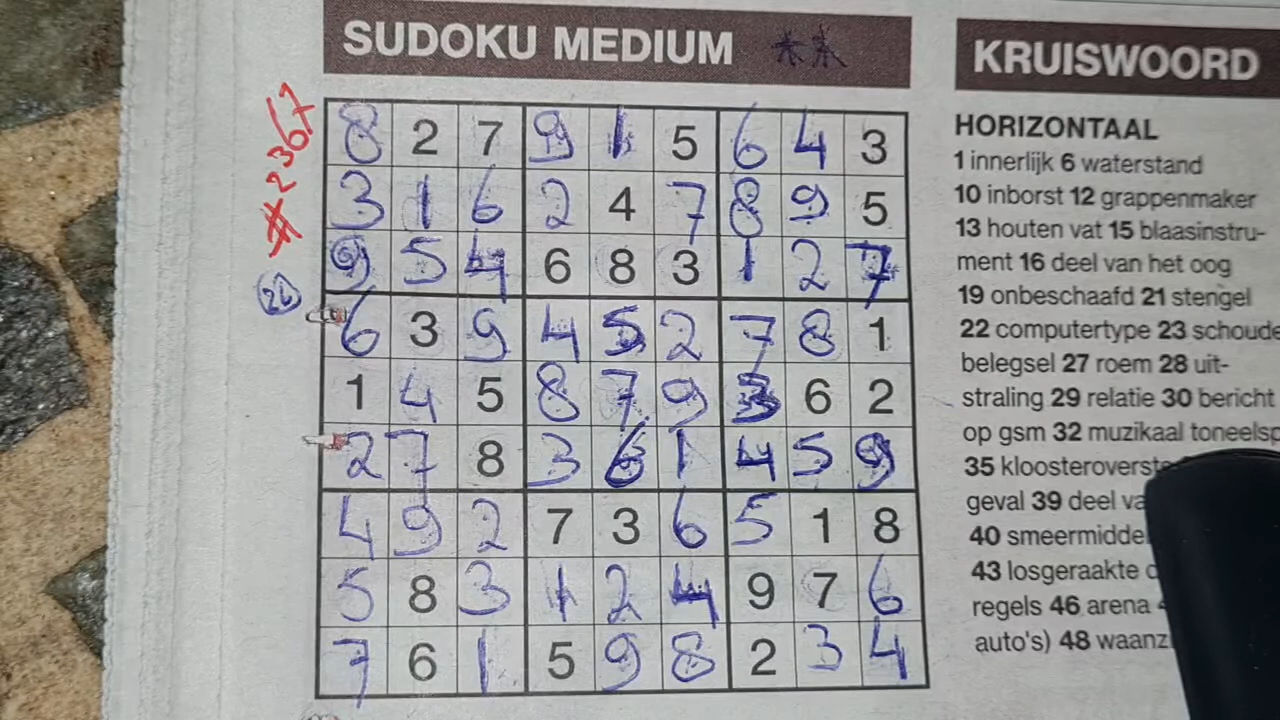 SUDOKU MEDIUM **
# 2367
26
8 2 7 9 1 5 6 4 3
3 1 6 2 4 7 8 9 5
9 5 4 6 8 3 1 2 7
6 3 9 4 5 2 7 8 1
1 4 5 8 7 9 3 6 2
2 7 8 3 6 1 4 5 9
4 9 2 7 3 6 5 1 8
5 8 3 1 2 4 9 7 6
7 6 1 5 9 8 2 3 4
KRUISWOORD
HORIZONTAAL
1 innerlijk 6 waterstand
10 inborst 12 grappenmaker
13 houten vat 15 blaasinstru-
ment 16 deel van het oog
19 onbeschaafd 21 stengel
22 computertype 23 schoude
belegsel 27 roem 28 uit-
straling 29 relatie 30 bericht
op gsm 32 muzikaal toneelsp
35 kloosteroverst
geval 39 deel va
40 smeermidde
43 losgeraakte
regels 46 arena
auto's) 48 waanz